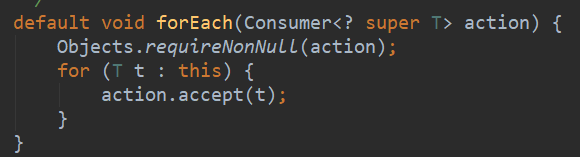 default void forEach(Consumer<? super T> action) {
    Objects.requireNonNull(action);
    for (T t : this) {
        action.accept(t);
    }
}